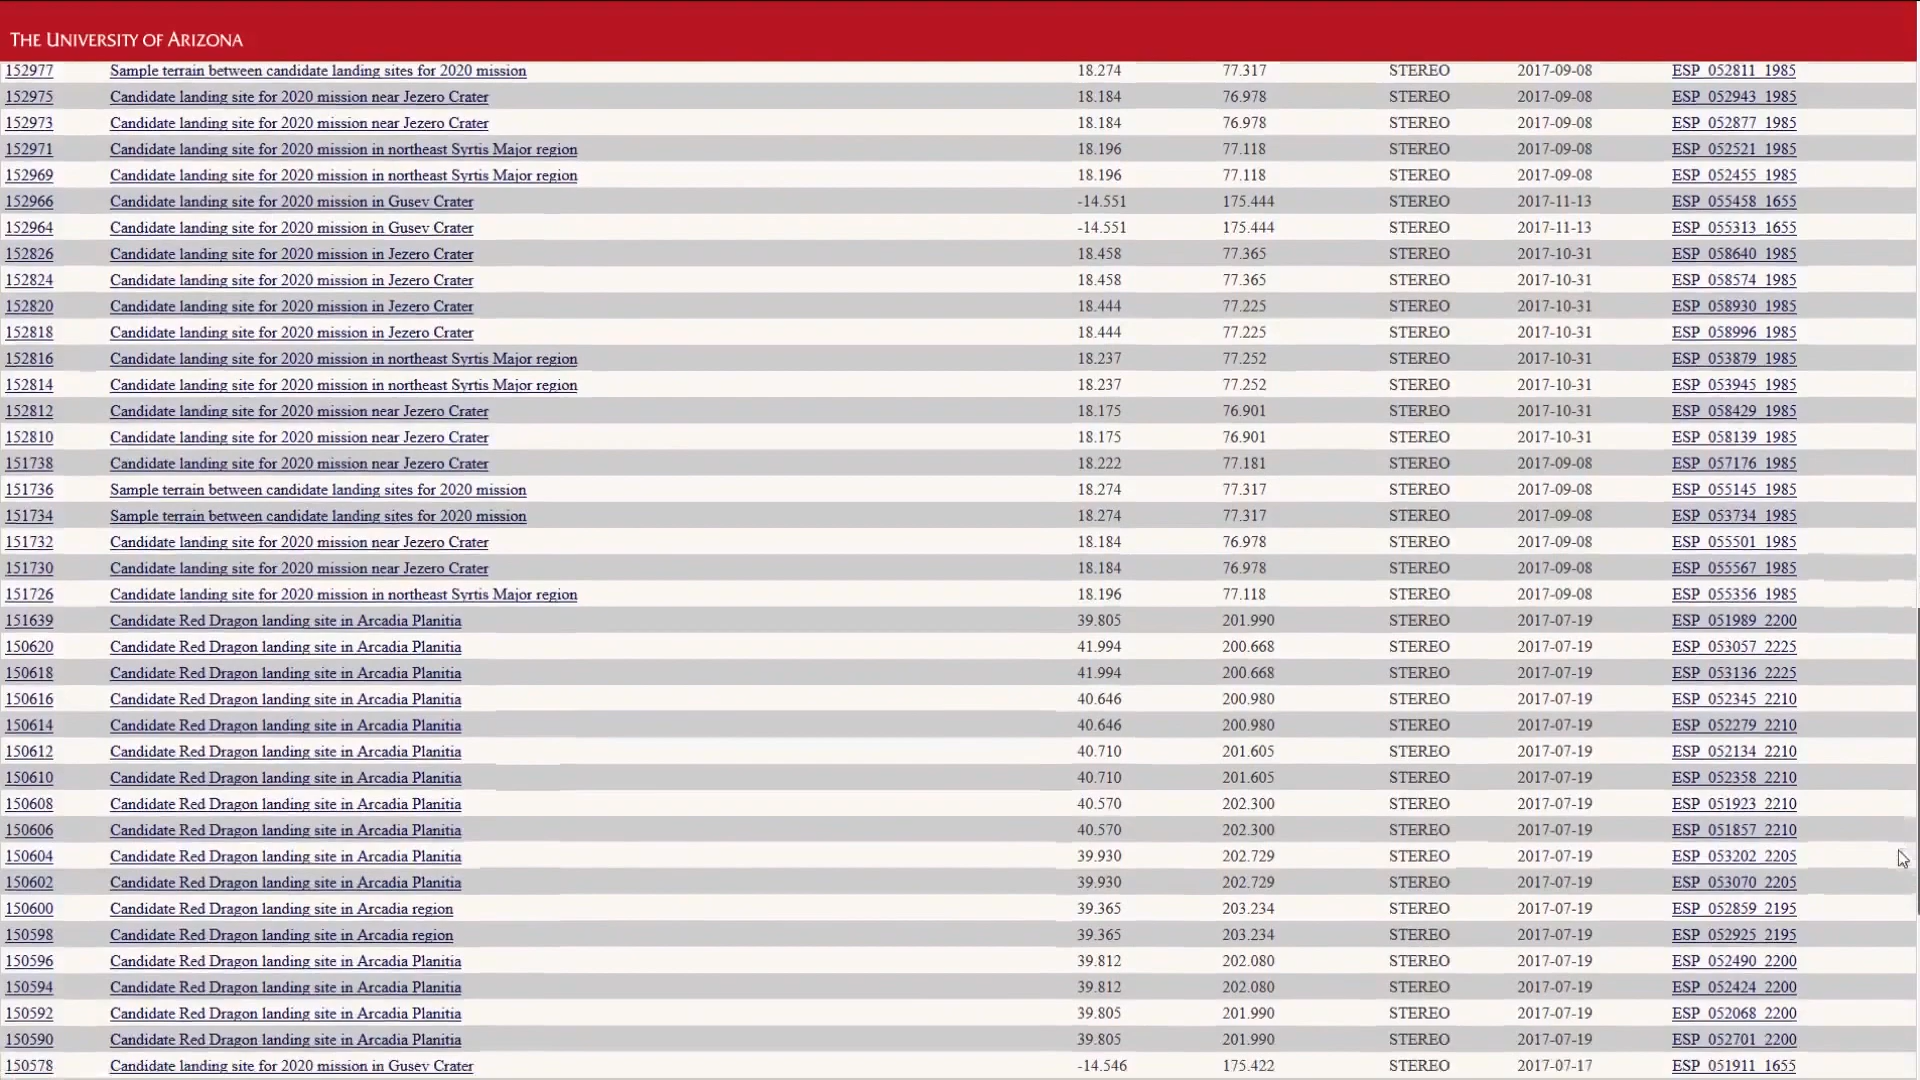 THE UNIVERSITY OF ARIZONA
152977 Sample terrain between candidate landing sites for 2020 mission 18.274 77.317 STEREO 2017-09-08 ESP_052811_1985
152975 Candidate landing site for 2020 mission near Jezero Crater 18.184 76.978 STEREO 2017-09-08 ESP_052943_1985
152973 Candidate landing site for 2020 mission near Jezero Crater 18.184 76.978 STEREO 2017-09-08 ESP_052877_1985
152971 Candidate landing site for 2020 mission in northeast Syrtis Major region 18.196 77.118 STEREO 2017-09-08 ESP_052521_1985
152969 Candidate landing site for 2020 mission in northeast Syrtis Major region 18.196 77.118 STEREO 2017-09-08 ESP_052455_1985
152966 Candidate landing site for 2020 mission in Gusev Crater -14.551 175.444 STEREO 2017-11-13 ESP_055458_1655
152964 Candidate landing site for 2020 mission in Gusev Crater -14.551 175.444 STEREO 2017-11-13 ESP_055313_1655
152826 Candidate landing site for 2020 mission in Jezero Crater 18.458 77.365 STEREO 2017-10-31 ESP_058640_1985
152824 Candidate landing site for 2020 mission in Jezero Crater 18.458 77.365 STEREO 2017-10-31 ESP_058574_1985
152820 Candidate landing site for 2020 mission in Jezero Crater 18.444 77.225 STEREO 2017-10-31 ESP_058930_1985
152818 Candidate landing site for 2020 mission in Jezero Crater 18.444 77.225 STEREO 2017-10-31 ESP_058996_1985
152816 Candidate landing site for 2020 mission in northeast Syrtis Major region 18.237 77.252 STEREO 2017-10-31 ESP_053879_1985
152814 Candidate landing site for 2020 mission in northeast Syrtis Major region 18.237 77.252 STEREO 2017-10-31 ESP_053945_1985
152812 Candidate landing site for 2020 mission near Jezero Crater 18.175 76.901 STEREO 2017-10-31 ESP_058429_1985
152810 Candidate landing site for 2020 mission near Jezero Crater 18.175 76.901 STEREO 2017-10-31 ESP_058139_1985
151738 Candidate landing site for 2020 mission near Jezero Crater 18.222 77.181 STEREO 2017-09-08 ESP_057176_1985
151736 Sample terrain between candidate landing sites for 2020 mission 18.274 77.317 STEREO 2017-09-08 ESP_055145_1985
151734 Sample terrain between candidate landing sites for 2020 mission 18.274 77.317 STEREO 2017-09-08 ESP_053734_1985
151732 Candidate landing site for 2020 mission near Jezero Crater 18.184 76.978 STEREO 2017-09-08 ESP_055501_1985
151730 Candidate landing site for 2020 mission near Jezero Crater 18.184 76.978 STEREO 2017-09-08 ESP_055567_1985
151726 Candidate landing site for 2020 mission in northeast Syrtis Major region 18.196 77.118 STEREO 2017-09-08 ESP_055356_1985
151639 Candidate Red Dragon landing site in Arcadia Planitia 39.805 201.990 STEREO 2017-07-19 ESP_051989_2200
150620 Candidate Red Dragon landing site in Arcadia Planitia 41.994 200.668 STEREO 2017-07-19 ESP_053057_2225
150618 Candidate Red Dragon landing site in Arcadia Planitia 41.994 200.668 STEREO 2017-07-19 ESP_053136_2225
150616 Candidate Red Dragon landing site in Arcadia Planitia 40.646 200.980 STEREO 2017-07-19 ESP_052345_2210
150614 Candidate Red Dragon landing site in Arcadia Planitia 40.646 200.980 STEREO 2017-07-19 ESP_052279_2210
150612 Candidate Red Dragon landing site in Arcadia Planitia 40.710 201.605 STEREO 2017-07-19 ESP_052134_2210
150610 Candidate Red Dragon landing site in Arcadia Planitia 40.710 201.605 STEREO 2017-07-19 ESP_052358_2210
150608 Candidate Red Dragon landing site in Arcadia Planitia 40.570 202.300 STEREO 2017-07-19 ESP_051923_2210
150606 Candidate Red Dragon landing site in Arcadia Planitia 40.570 202.300 STEREO 2017-07-19 ESP_051857_2210
150604 Candidate Red Dragon landing site in Arcadia Planitia 39.930 202.729 STEREO 2017-07-19 ESP_053202_2205
150602 Candidate Red Dragon landing site in Arcadia Planitia 39.930 202.729 STEREO 2017-07-19 ESP_053070_2205
150600 Candidate Red Dragon landing site in Arcadia region 39.365 203.234 STEREO 2017-07-19 ESP_052859_2195
150598 Candidate Red Dragon landing site in Arcadia region 39.365 203.234 STEREO 2017-07-19 ESP_052925_2195
150596 Candidate Red Dragon landing site in Arcadia Planitia 39.812 202.080 STEREO 2017-07-19 ESP_052490_2200
150594 Candidate Red Dragon landing site in Arcadia Planitia 39.812 202.080 STEREO 2017-07-19 ESP_052424_2200
150592 Candidate Red Dragon landing site in Arcadia Planitia 39.805 201.990 STEREO 2017-07-19 ESP_052068_2200
150590 Candidate Red Dragon landing site in Arcadia Planitia 39.805 201.990 STEREO 2017-07-19 ESP_052701_2200
150578 Candidate landing site for 2020 mission in Gusev Crater -14.546 175.422 STEREO 2017-07-17 ESP_051911_1655